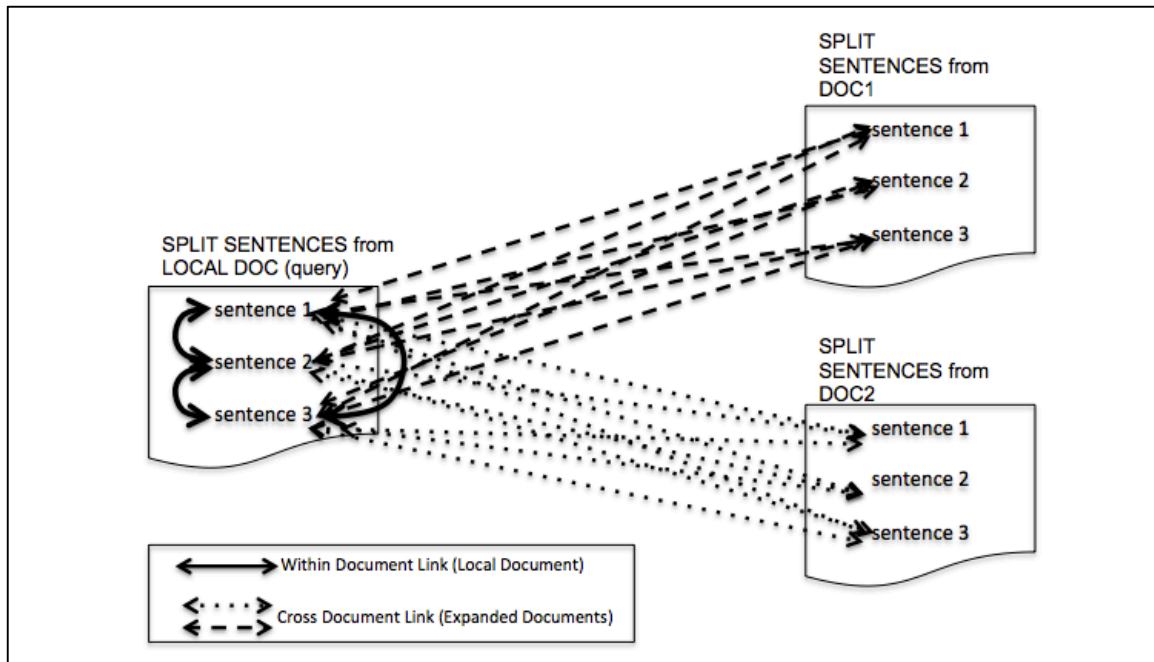 SPLIT
SENTENCES from
DOC1
sentence 1
sentence 2
sentence 3
SPLIT SENTENCES from
LOCAL DOC (query)
sentence 1
sentence 2
sentence 3
SPLIT
SENTENCES from
DOC2
sentence 1
sentence 2
sentence 3
Within Document Link (Local Document)
Cross Document Link (Expanded Documents)